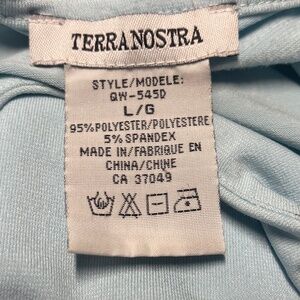 TERRANOSTRA
STYLE/MODELE:
QW-545D
L/G
95%POLYESTER/POLYESTERE
5% SPANDEX
MADE IN/FABRIQUE EN
CHINA/CHINE
CA 37049